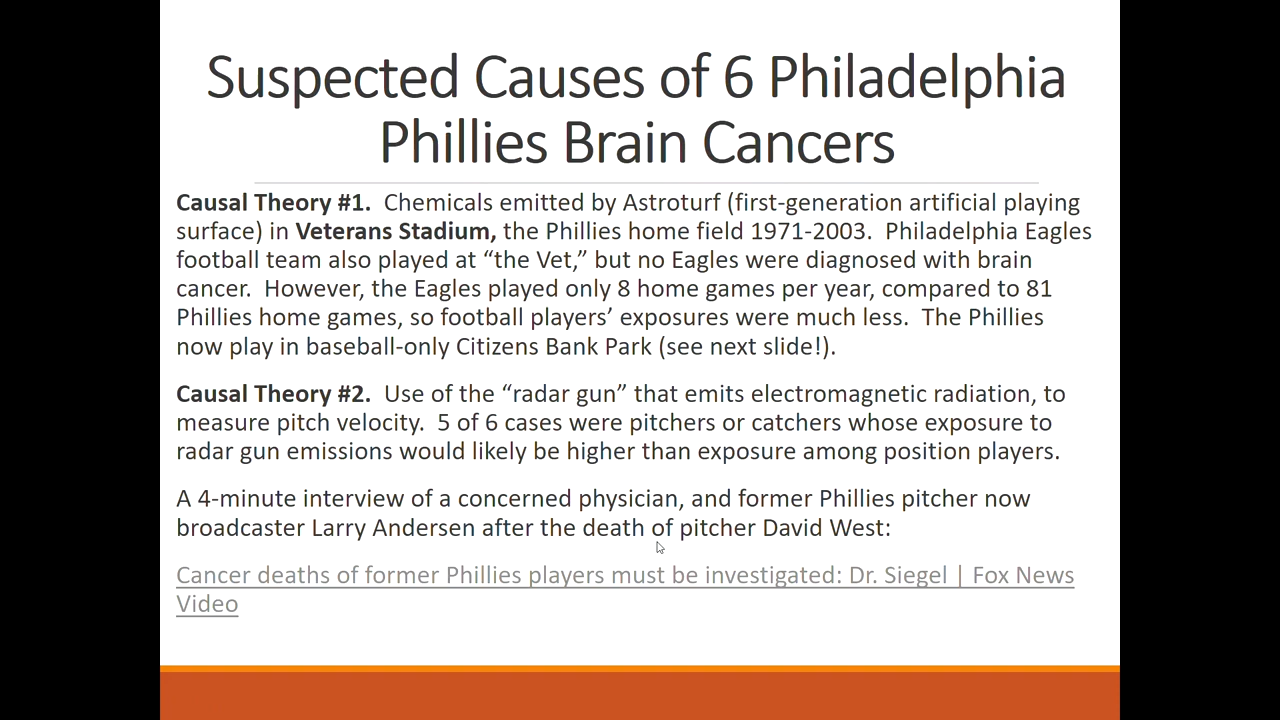 Suspected Causes of 6 Philadelphia
Phillies Brain Cancers
Causal Theory #1.  Chemicals emitted by Astroturf (first-generation artificial playing
surface) in Veterans Stadium, the Phillies home field 1971-2003.  Philadelphia Eagles
football team also played at “the Vet,” but no Eagles were diagnosed with brain
cancer.  However, the Eagles played only 8 home games per year, compared to 81
Phillies home games, so football players’ exposures were much less.  The Phillies
now play in baseball-only Citizens Bank Park (see next slide!).
Causal Theory #2.  Use of the “radar gun” that emits electromagnetic radiation, to
measure pitch velocity.  5 of 6 cases were pitchers or catchers whose exposure to
radar gun emissions would likely be higher than exposure among position players.
A 4-minute interview of a concerned physician, and former Phillies pitcher now
broadcaster Larry Andersen after the death of pitcher David West:
Cancer deaths of former Phillies players must be investigated: Dr. Siegel | Fox News
Video